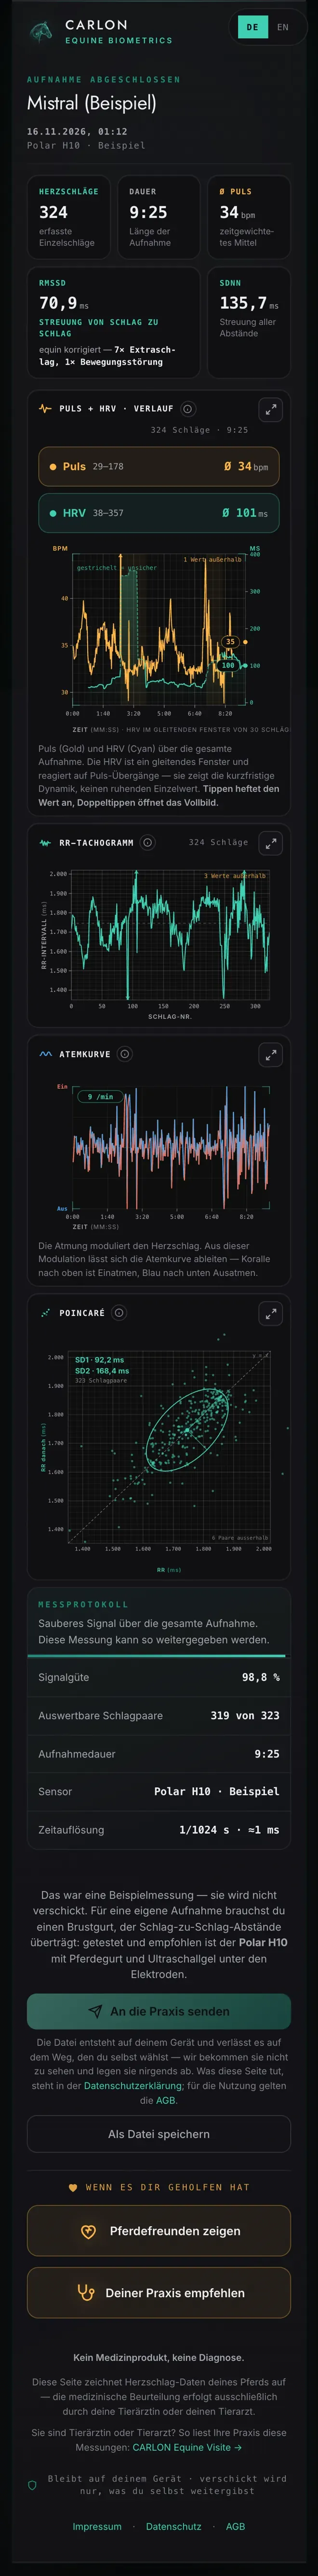 CARLON
EQUINE BIOMETRICS
DE EN
AUFNAHME ABGESCHLOSSEN
Mistral (Beispiel)
16.11.2026, 01:12
Polar H10 · Beispiel
HERZSCHLÄGE
324
erfasste
Einzelschläge
DAUER
9:25
Länge der
Aufnahme
Ø PULS
34 bpm
zeitgewichte-
tes Mittel
RMSSD
70,9 ms
STREUUNG VON SCHLAG ZU
SCHLAG
equin korrigiert — 7× Extrasch-
lag, 1× Bewegungsstörung
SDNN
135,7 ms
Streuung aller
Abstände
PULS + HRV · VERLAUF
324 Schläge · 9:25
Puls 29–178 Ø 34 bpm
HRV 38–357 Ø 101 ms
BPM MS
gestrichelt = unsicher
1 Wert außerhalb
400
300
200
100
0
40
35
30
35
100
0:00 1:40 3:20 5:00 6:40 8:20
ZEIT (MM:SS) · HRV IM GLEITENDEN FENSTER VON 30 SCHLÄG
Puls (Gold) und HRV (Cyan) über die gesamte
Aufnahme. Die HRV ist ein gleitendes Fenster und
reagiert auf Puls-Übergänge — sie zeigt die kurzfristige
Dynamik, keinen ruhenden Einzelwert. Tippen heftet den
Wert an, Doppeltippen öffnet das Vollbild.
RR-TACHOGRAMM
324 Schläge
3 Werte außerhalb
RR-INTERVALL (ms)
2.000
1.900
1.800
1.700
1.600
1.500
1.400
0 50 100 150 200 250 300
SCHLAG-NR.
ATEMKURVE
Ein
9 /min
Aus
0:00 1:40 3:20 5:00 6:40 8:20
ZEIT (MM:SS)
Die Atmung moduliert den Herzschlag. Aus dieser
Modulation lässt sich die Atemkurve ableiten — Koralle
nach oben ist Einatmen, Blau nach unten Ausatmen.
POINCARÉ
SD1 · 92,2 ms
SD2 · 168,4 ms
323 Schlagpaare
RR danach (ms)
2.000
1.900
1.800
1.700
1.600
1.500
1.400
6 Paare ausserhalb
1.400 1.500 1.600 1.700 1.800 1.900 2.000
RR (ms)
MESSPROTOKOLL
Sauberes Signal über die gesamte Aufnahme.
Diese Messung kann so weitergegeben werden.
Signalgüte 98,8 %
Auswertbare Schlagpaare 319 von 323
Aufnahmedauer 9:25
Sensor Polar H10 · Beispiel
Zeitauflösung 1/1024 s · ≈1 ms
Das war eine Beispielmessung — sie wird nicht
verschickt. Für eine eigene Aufnahme brauchst du
einen Brustgurt, der Schlag-zu-Schlag-Abstände
überträgt: getestet und empfohlen ist der Polar H10
mit Pferdegurt und Ultraschallgel unter den
Elektroden.
An die Praxis senden
Die Datei entsteht auf deinem Gerät und verlässt es auf
dem Weg, den du selbst wählst — wir bekommen sie nicht
zu sehen und legen sie nirgends ab. Was diese Seite tut,
steht in der Datenschutzerklärung; für die Nutzung gelten
die AGB.
Als Datei speichern
WENN ES DIR GEHOLFEN HAT
Pferdefreunden zeigen
Deiner Praxis empfehlen
Kein Medizinprodukt, keine Diagnose.
Diese Seite zeichnet Herzschlag-Daten deines Pferds auf
— die medizinische Beurteilung erfolgt ausschließlich
durch deine Tierärztin oder deinen Tierarzt.
Sie sind Tierärztin oder Tierarzt? So liest Ihre Praxis diese
Messungen: CARLON Equine Visite →
Bleibt auf deinem Gerät · verschickt wird
nur, was du selbst weitergibst
Impressum · Datenschutz · AGB